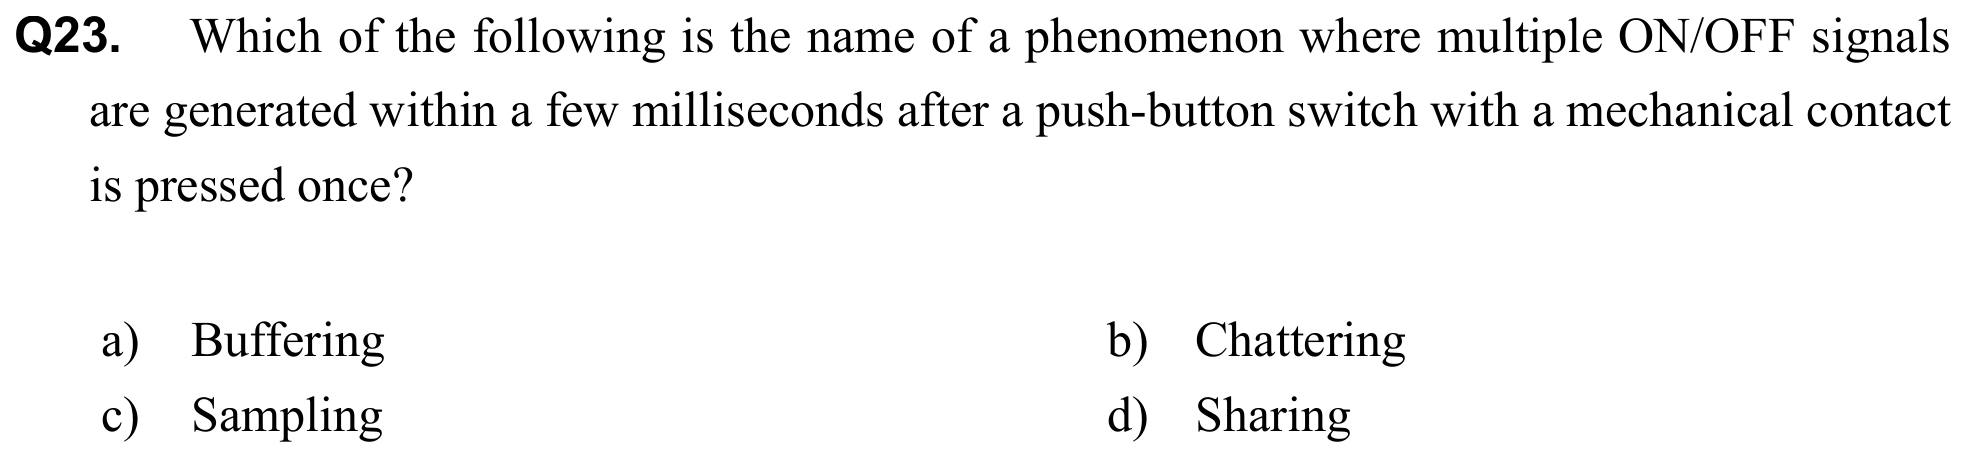 Q23. Which of the following is the name of a phenomenon where multiple ON/OFF signals
are generated within a few milliseconds after a push-button switch with a mechanical contact
is pressed once?
a) Buffering b) Chattering
c) Sampling d) Sharing